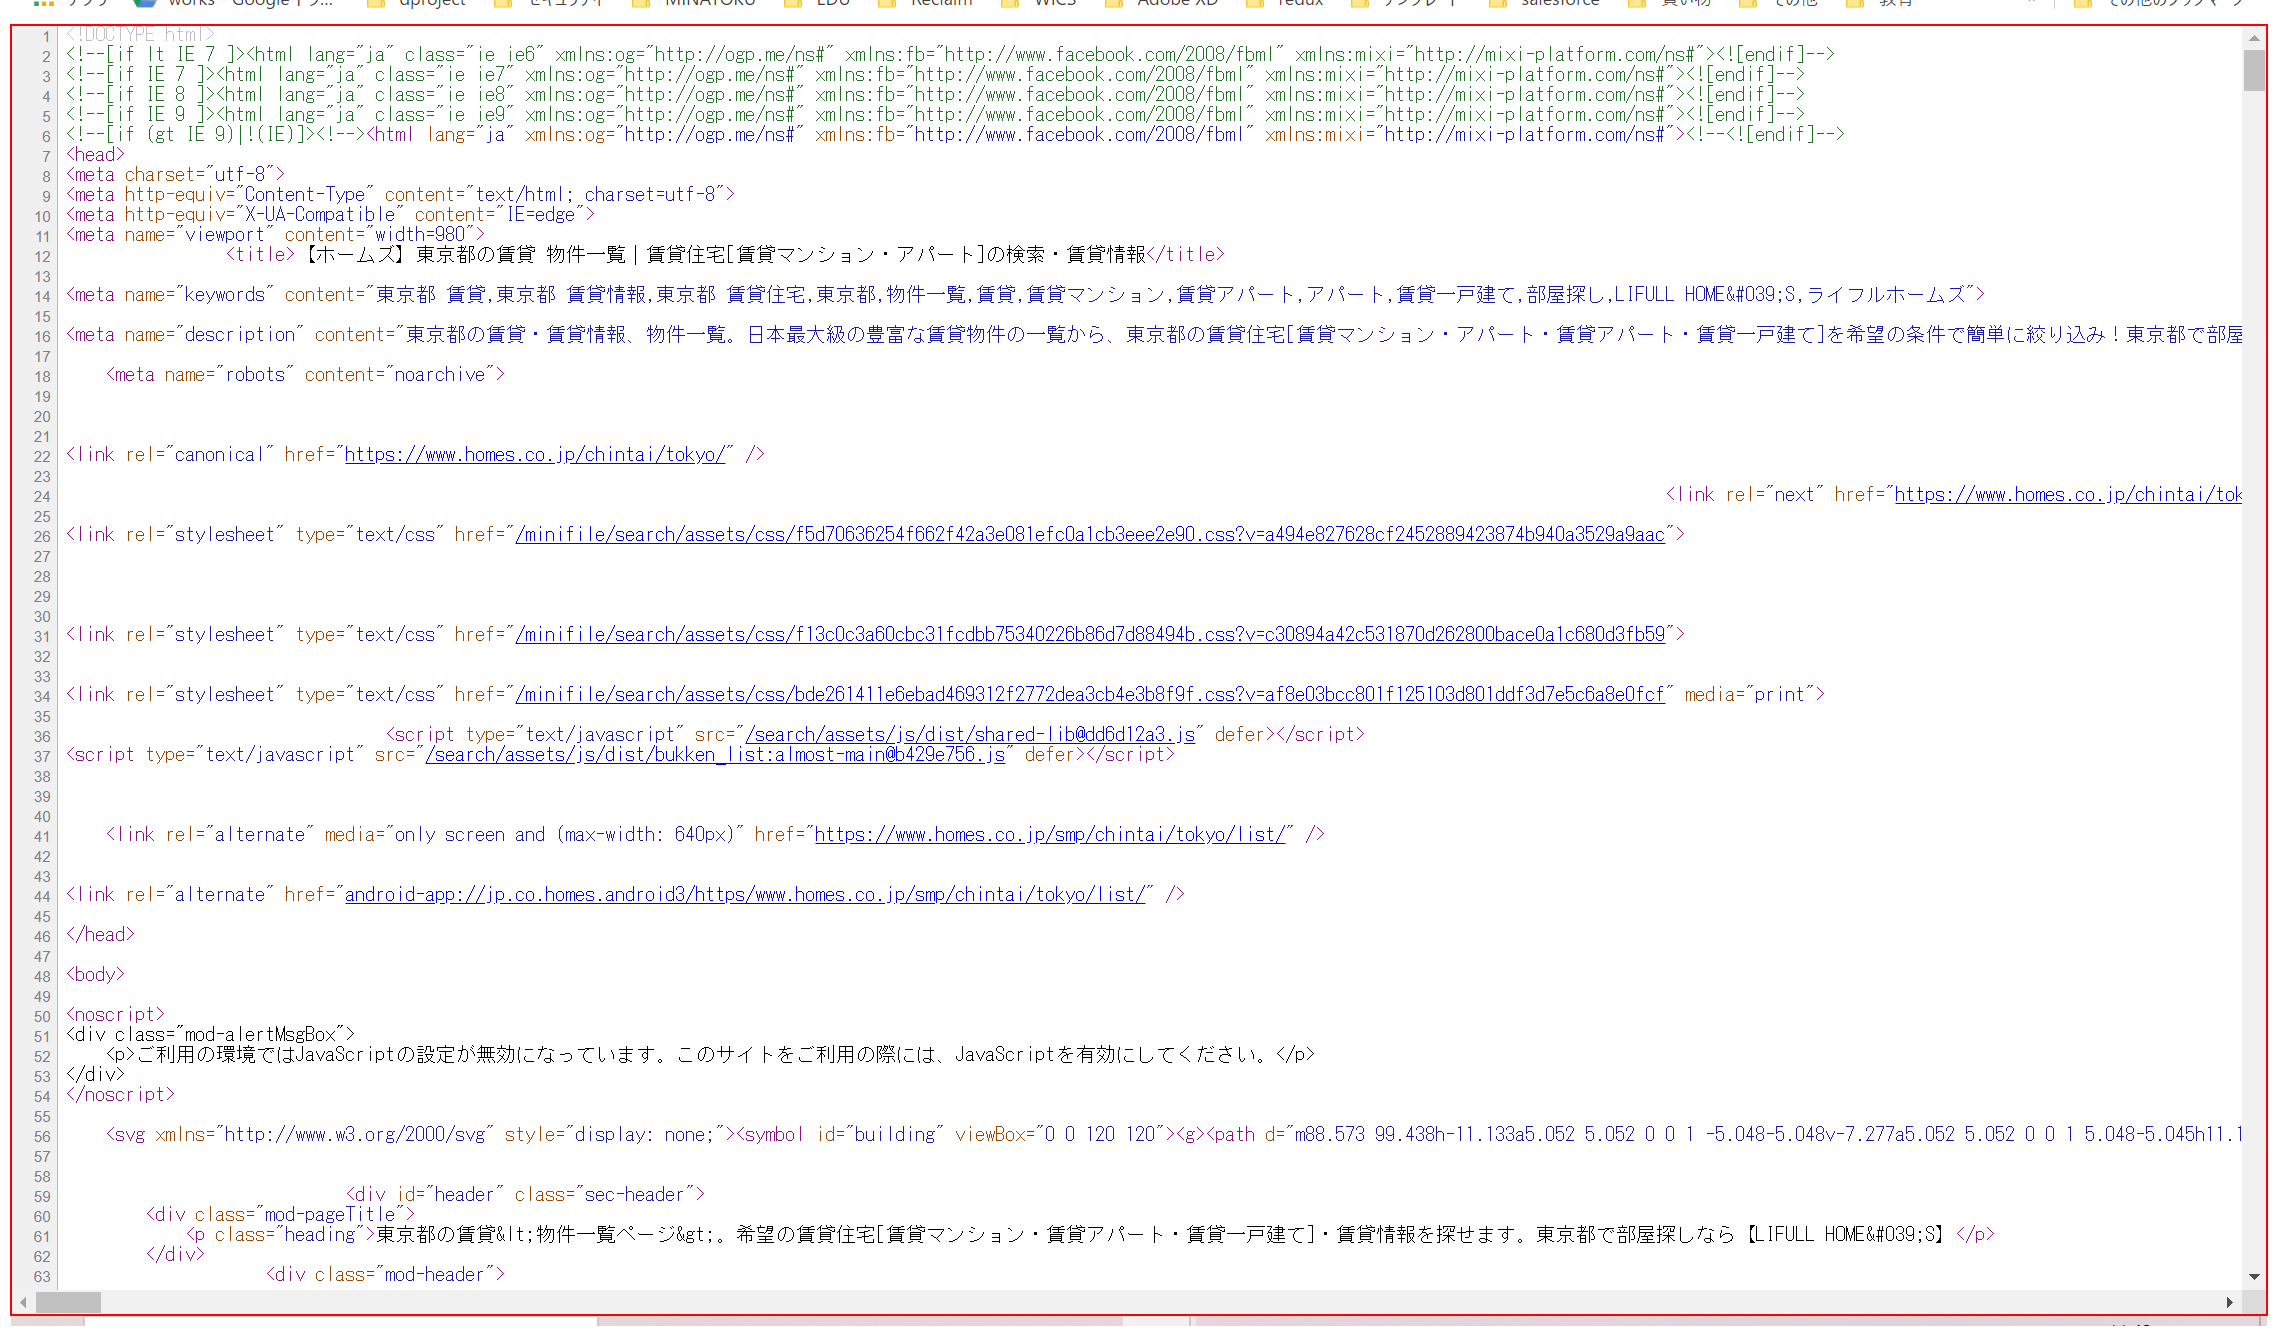 works - Google ドラ... dproject セキュリティ MINATOKU EDU Reclaim WICS Adobe XD redux テンプレート salesforce 買い物 その他 教育 » その他のブックマーク
1 <!DOCTYPE html>
2 <!--[if lt IE 7 ]><html lang="ja" class="ie ie6" xmlns:og="http://ogp.me/ns#" xmlns:fb="http://www.facebook.com/2008/fbml" xmlns:mixi="http://mixi-platform.com/ns#"><![endif]-->
3 <!--[if IE 7 ]><html lang="ja" class="ie ie7" xmlns:og="http://ogp.me/ns#" xmlns:fb="http://www.facebook.com/2008/fbml" xmlns:mixi="http://mixi-platform.com/ns#"><![endif]-->
4 <!--[if IE 8 ]><html lang="ja" class="ie ie8" xmlns:og="http://ogp.me/ns#" xmlns:fb="http://www.facebook.com/2008/fbml" xmlns:mixi="http://mixi-platform.com/ns#"><![endif]-->
5 <!--[if IE 9 ]><html lang="ja" class="ie ie9" xmlns:og="http://ogp.me/ns#" xmlns:fb="http://www.facebook.com/2008/fbml" xmlns:mixi="http://mixi-platform.com/ns#"><![endif]-->
6 <!--[if (gt IE 9)|!(IE)]><!--><html lang="ja" xmlns:og="http://ogp.me/ns#" xmlns:fb="http://www.facebook.com/2008/fbml" xmlns:mixi="http://mixi-platform.com/ns#"><!--<![endif]-->
7 <head>
8 <meta charset="utf-8">
9 <meta http-equiv="Content-Type" content="text/html; charset=utf-8">
10 <meta http-equiv="X-UA-Compatible" content="IE=edge">
11 <meta name="viewport" content="width=980">
12 <title>【ホームズ】東京都の賃貸 物件一覧｜賃貸住宅[賃貸マンション・アパート]の検索・賃貸情報</title>
13
14 <meta name="keywords" content="東京都 賃貸,東京都 賃貸情報,東京都 賃貸住宅,東京都,物件一覧,賃貸,賃貸マンション,賃貸アパート,アパート,賃貸一戸建て,部屋探し,LIFULL HOME&#039;S,ライフルホームズ">
15
16 <meta name="description" content="東京都の賃貸・賃貸情報、物件一覧。日本最大級の豊富な賃貸物件の一覧から、東京都の賃貸住宅[賃貸マンション・アパート・賃貸アパート・賃貸一戸建て]を希望の条件で簡単に絞り込み！東京都で部屋
17
18 <meta name="robots" content="noarchive">
19
20
21
22 <link rel="canonical" href="https://www.homes.co.jp/chintai/tokyo/" />
23
24 <link rel="next" href="https://www.homes.co.jp/chintai/tok
25
26 <link rel="stylesheet" type="text/css" href="/minifile/search/assets/css/f5d70636254f662f42a3e081efc0a1cb3eee2e90.css?v=a494e827628cf2452889423874b940a3529a9aac">
27
28
29
30
31 <link rel="stylesheet" type="text/css" href="/minifile/search/assets/css/f13c0c3a60cbc31fcdbb75340226b86d7d88494b.css?v=c30894a42c531870d262800bace0a1c680d3fb59">
32
33
34 <link rel="stylesheet" type="text/css" href="/minifile/search/assets/css/bde261411e6ebad469312f2772dea3cb4e3b8f9f.css?v=af8e03bcc801f125103d801ddf3d7e5c6a8e0fcf" media="print">
35
36 <script type="text/javascript" src="/search/assets/js/dist/shared-lib@dd6d12a3.js" defer></script>
37 <script type="text/javascript" src="/search/assets/js/dist/bukken_list:almost-main@b429e756.js" defer></script>
38
39
40
41 <link rel="alternate" media="only screen and (max-width: 640px)" href="https://www.homes.co.jp/smp/chintai/tokyo/list/" />
42
43
44 <link rel="alternate" href="android-app://jp.co.homes.android3/https/www.homes.co.jp/smp/chintai/tokyo/list/" />
45
46 </head>
47
48 <body>
49
50 <noscript>
51 <div class="mod-alertMsgBox">
52 <p>ご利用の環境ではJavaScriptの設定が無効になっています。このサイトをご利用の際には、JavaScriptを有効にしてください。</p>
53 </div>
54 </noscript>
55
56 <svg xmlns="http://www.w3.org/2000/svg" style="display: none;"><symbol id="building" viewBox="0 0 120 120"><g><path d="m88.573 99.438h-11.133a5.052 5.052 0 0 1 -5.048-5.048v-7.277a5.052 5.052 0 0 1 5.048-5.045h11.1
57
58
59 <div id="header" class="sec-header">
60 <div class="mod-pageTitle">
61 <p class="heading">東京都の賃貸&lt;物件一覧ページ&gt;。希望の賃貸住宅[賃貸マンション・賃貸アパート・賃貸一戸建て]・賃貸情報を探せます。東京都で部屋探しなら【LIFULL HOME&#039;S】</p>
62 </div>
63 <div class="mod-header">